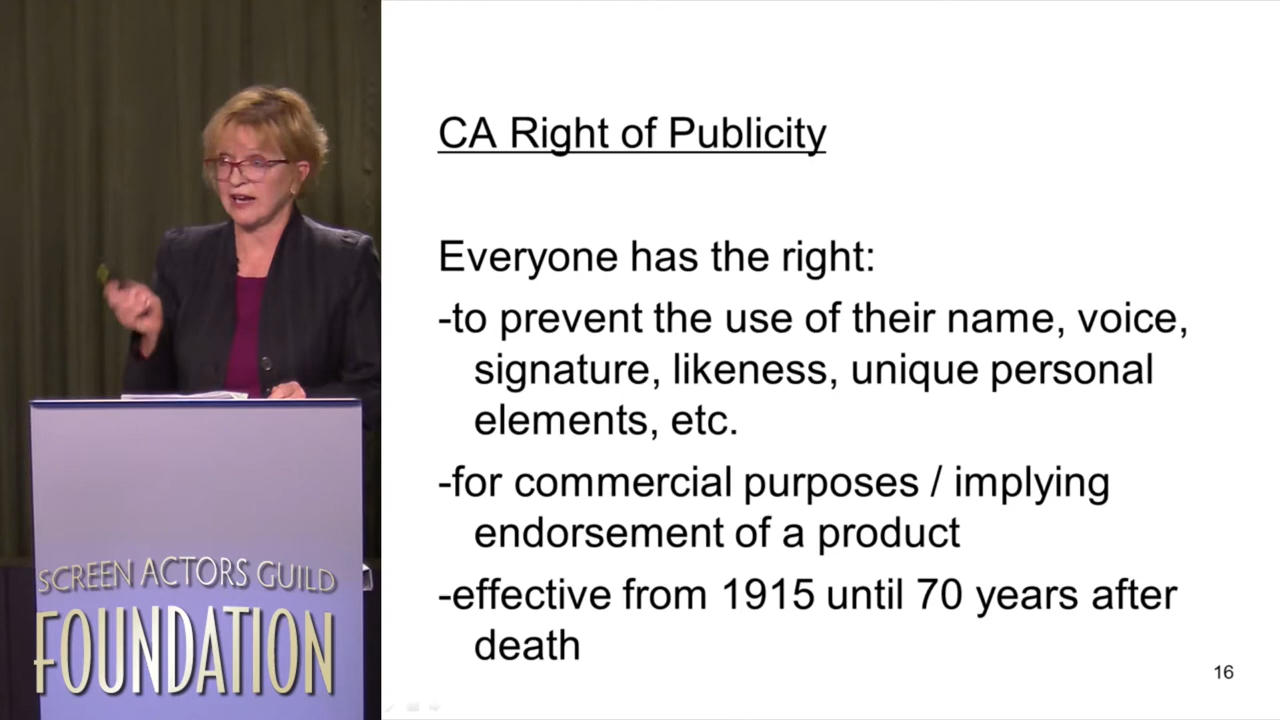 CA Right of Publicity
Everyone has the right:
-to prevent the use of their name, voice,
signature, likeness, unique personal
elements, etc.
-for commercial purposes / implying
endorsement of a product
-effective from 1915 until 70 years after
death
16
SCREEN ACTORS GUILD
FOUNDATION